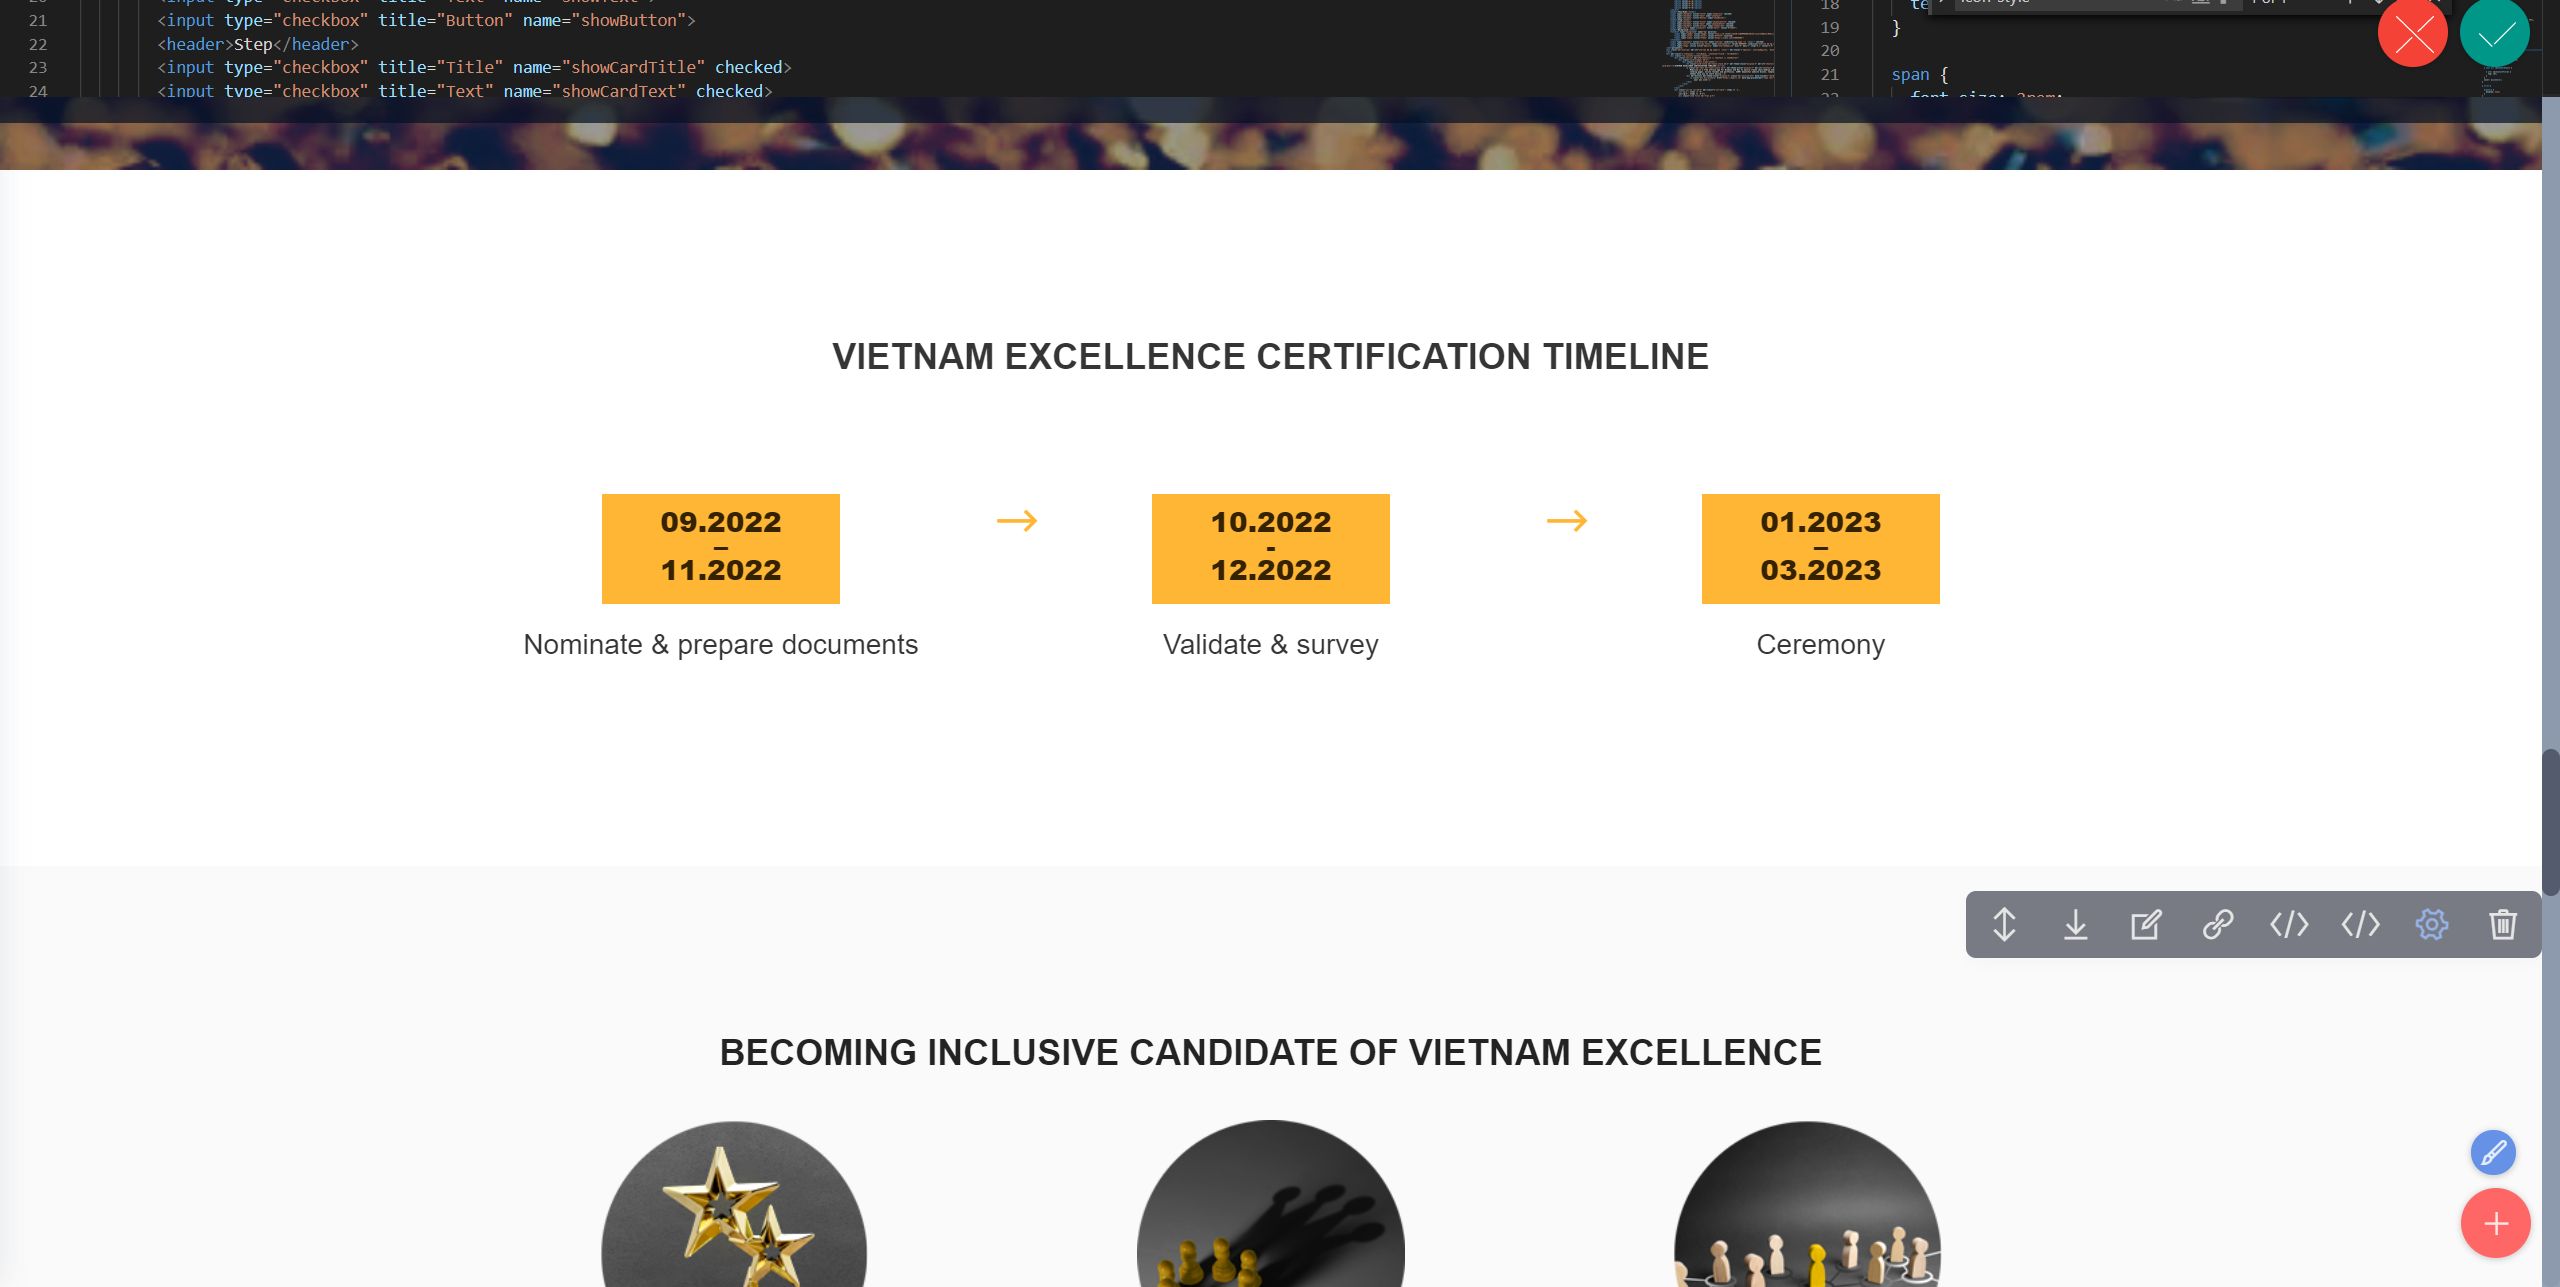 21 <input type="checkbox" title="Button" name="showButton">
22 <header>Step</header>
23 <input type="checkbox" title="Title" name="showCardTitle" checked>
24 <input type="checkbox" title="Text" name="showCardText" checked>
18 te
19 }
20
21 span {
VIETNAM EXCELLENCE CERTIFICATION TIMELINE
09.2022
–
11.2022
10.2022
-
12.2022
01.2023
–
03.2023
Nominate & prepare documents
Validate & survey
Ceremony
BECOMING INCLUSIVE CANDIDATE OF VIETNAM EXCELLENCE